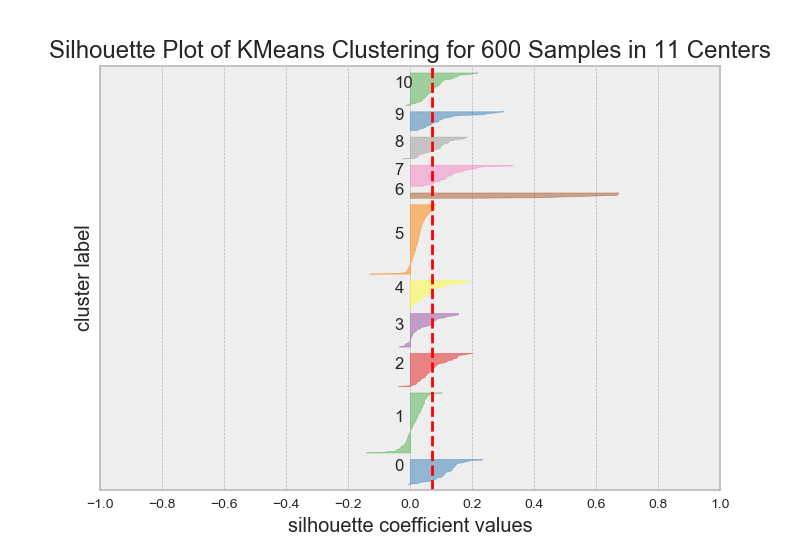 Silhouette Plot of KMeans Clustering for 600 Samples in 11 Centers
10
9
8
7
6
5
4
3
2
1
0
cluster label
−1.0 −0.8 −0.6 −0.4 −0.2 0.0 0.2 0.4 0.6 0.8 1.0
silhouette coefficient values